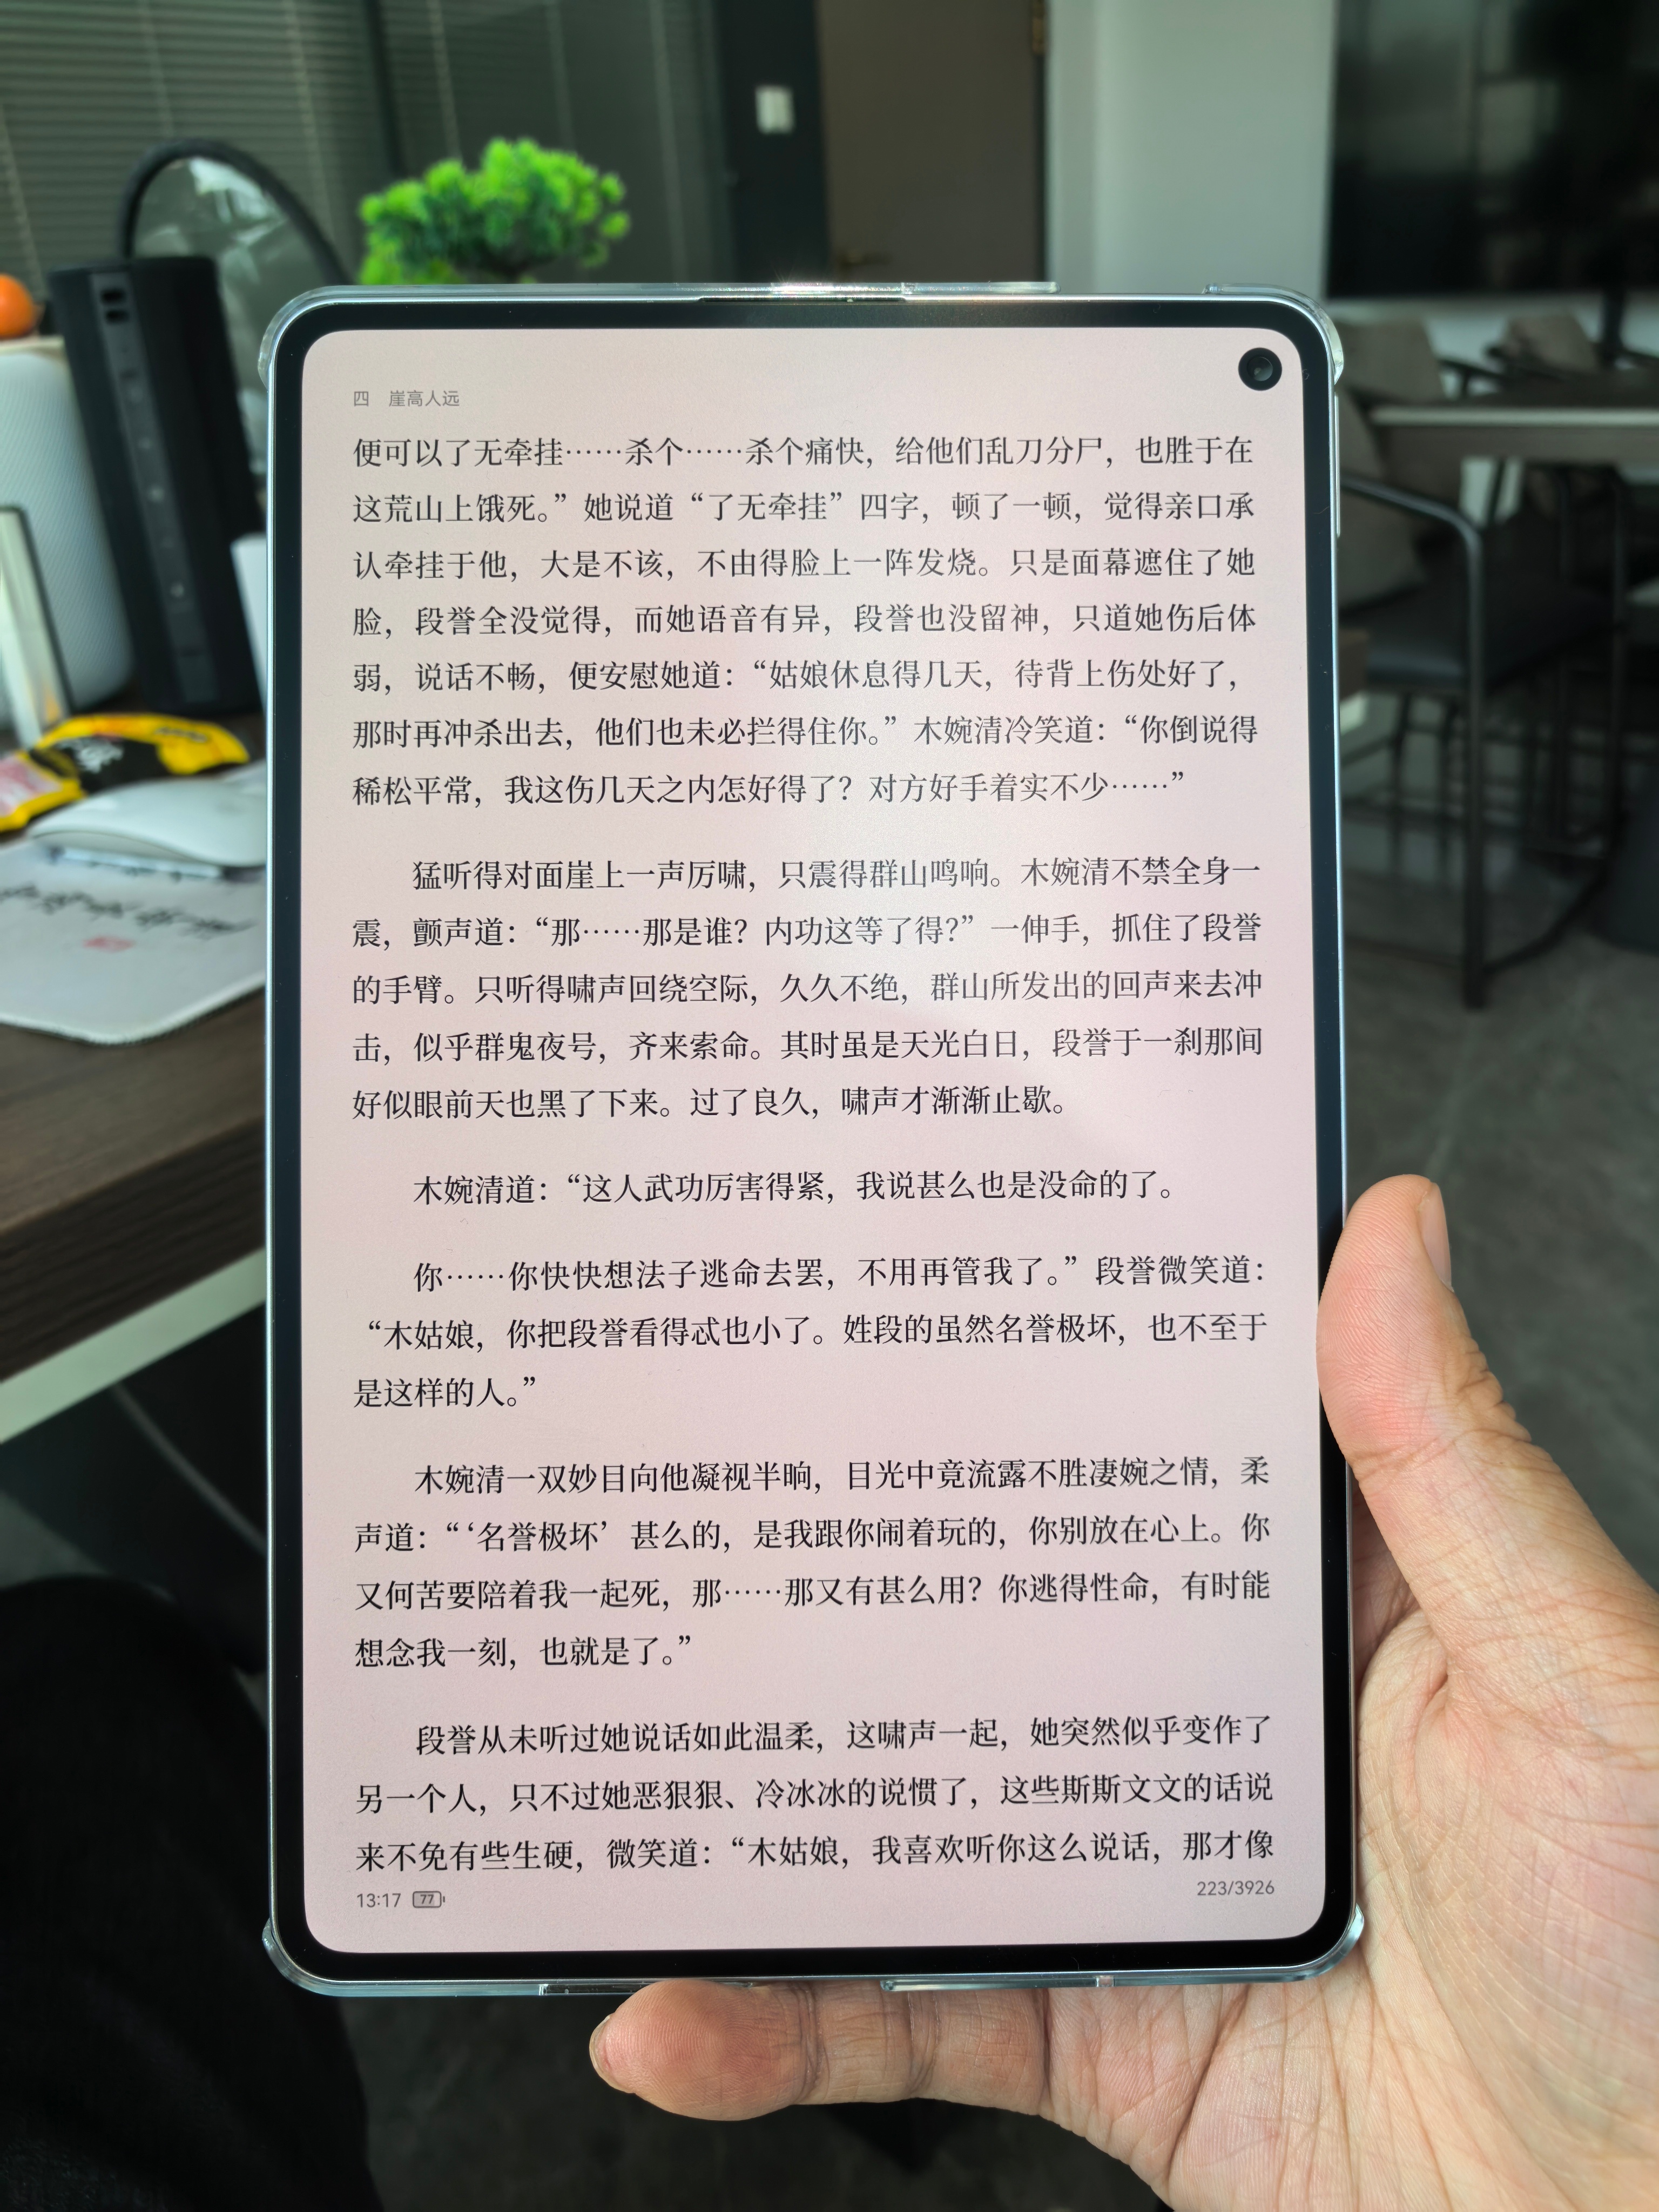 四 崖高人远
便可以了无牵挂……杀个……杀个痛快，给他们乱刀分尸，也胜于在
这荒山上饿死。”她说道“了无牵挂”四字，顿了一顿，觉得亲口承
认牵挂于他，大是不该，不由得脸上一阵发烧。只是面幕遮住了她
脸，段誉全没觉得，而她语音有异，段誉也没留神，只道她伤后体
弱，说话不畅，便安慰她道：“姑娘休息得几天，待背上伤处好了，
那时再冲杀出去，他们也未必拦得住你。”木婉清冷笑道：“你倒说得
稀松平常，我这伤几天之内怎好得了？对方好手着实不少……”
猛听得对面崖上一声厉啸，只震得群山鸣响。木婉清不禁全身一
震，颤声道：“那……那是谁？内功这等了得?”一伸手，抓住了段誉
的手臂。只听得啸声回绕空际，久久不绝，群山所发出的回声来去冲
击，似乎群鬼夜号，齐来索命。其时虽是天光白日，段誉于一刹那间
好似眼前天也黑了下来。过了良久，啸声才渐渐止歇。
木婉清道：“这人武功厉害得紧，我说甚么也是没命的了。
你……你快快想法子逃命去罢，不用再管我了。”段誉微笑道：
“木姑娘，你把段誉看得忒也小了。姓段的虽然名誉极坏，也不至于
是这样的人。”
木婉清一双妙目向他凝视半晌，目光中竟流露不胜凄婉之情，柔
声道：“‘名誉极坏’甚么的，是我跟你闹着玩的，你别放在心上。你
又何苦要陪着我一起死，那……那又有甚么用？你逃得性命，有时能
想念我一刻，也就是了。”
段誉从未听过她说话如此温柔，这啸声一起，她突然似乎变作了
另一个人，只不过她恶狠狠、冷冰冰的说惯了，这些斯斯文文的话说
来不免有些生硬，微笑道：“木姑娘，我喜欢听你这么说话，那才像
13:17 77 223/3926